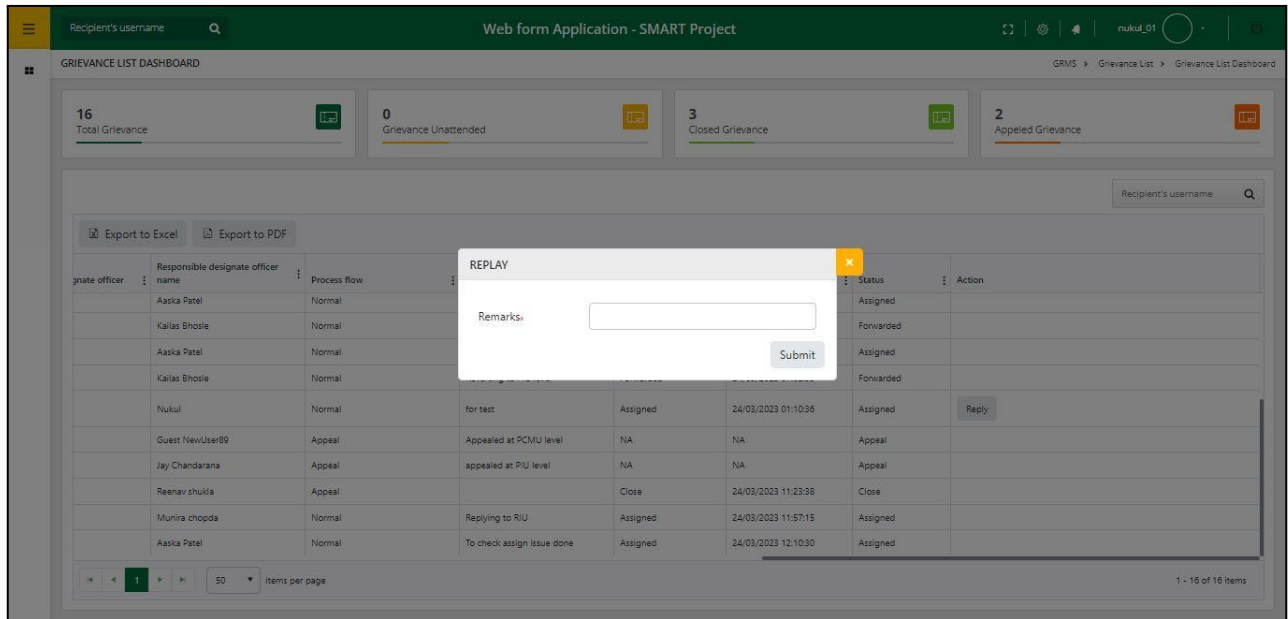 Recipient's username
Web form Application - SMART Project
nukul_01
GRIEVANCE LIST DASHBOARD
GRMS > Grievance List > Grievance List Dashboard
16
Total Grievance
0
Grievance Unattended
3
Closed Grievance
2
Appeled Grievance
Recipient's username
Export to Excel Export to PDF
gnate officer Responsible designate officer name Process flow Status Action
Aaska Patel Normal Assigned
Kailas Bhosle Normal Forwarded
Aaska Patel Normal Assigned
Kailas Bhosle Normal Forwarded
Nukul Normal for test Assigned 24/03/2023 01:10:36 Assigned Reply
Guest NewUser89 Appeal Appealed at PCMU level NA NA Appeal
Jay Chandarana Appeal appealed at PIU level NA NA Appeal
Reenav shukla Appeal Close 24/03/2023 11:23:38 Close
Munira chopda Normal Replying to RIU Assigned 24/03/2023 11:57:15 Assigned
Aaska Patel Normal To check assign issue done Assigned 24/03/2023 12:10:30 Assigned
REPLAY
×
Remarks*
Submit
1 50 items per page 1 - 16 of 16 items